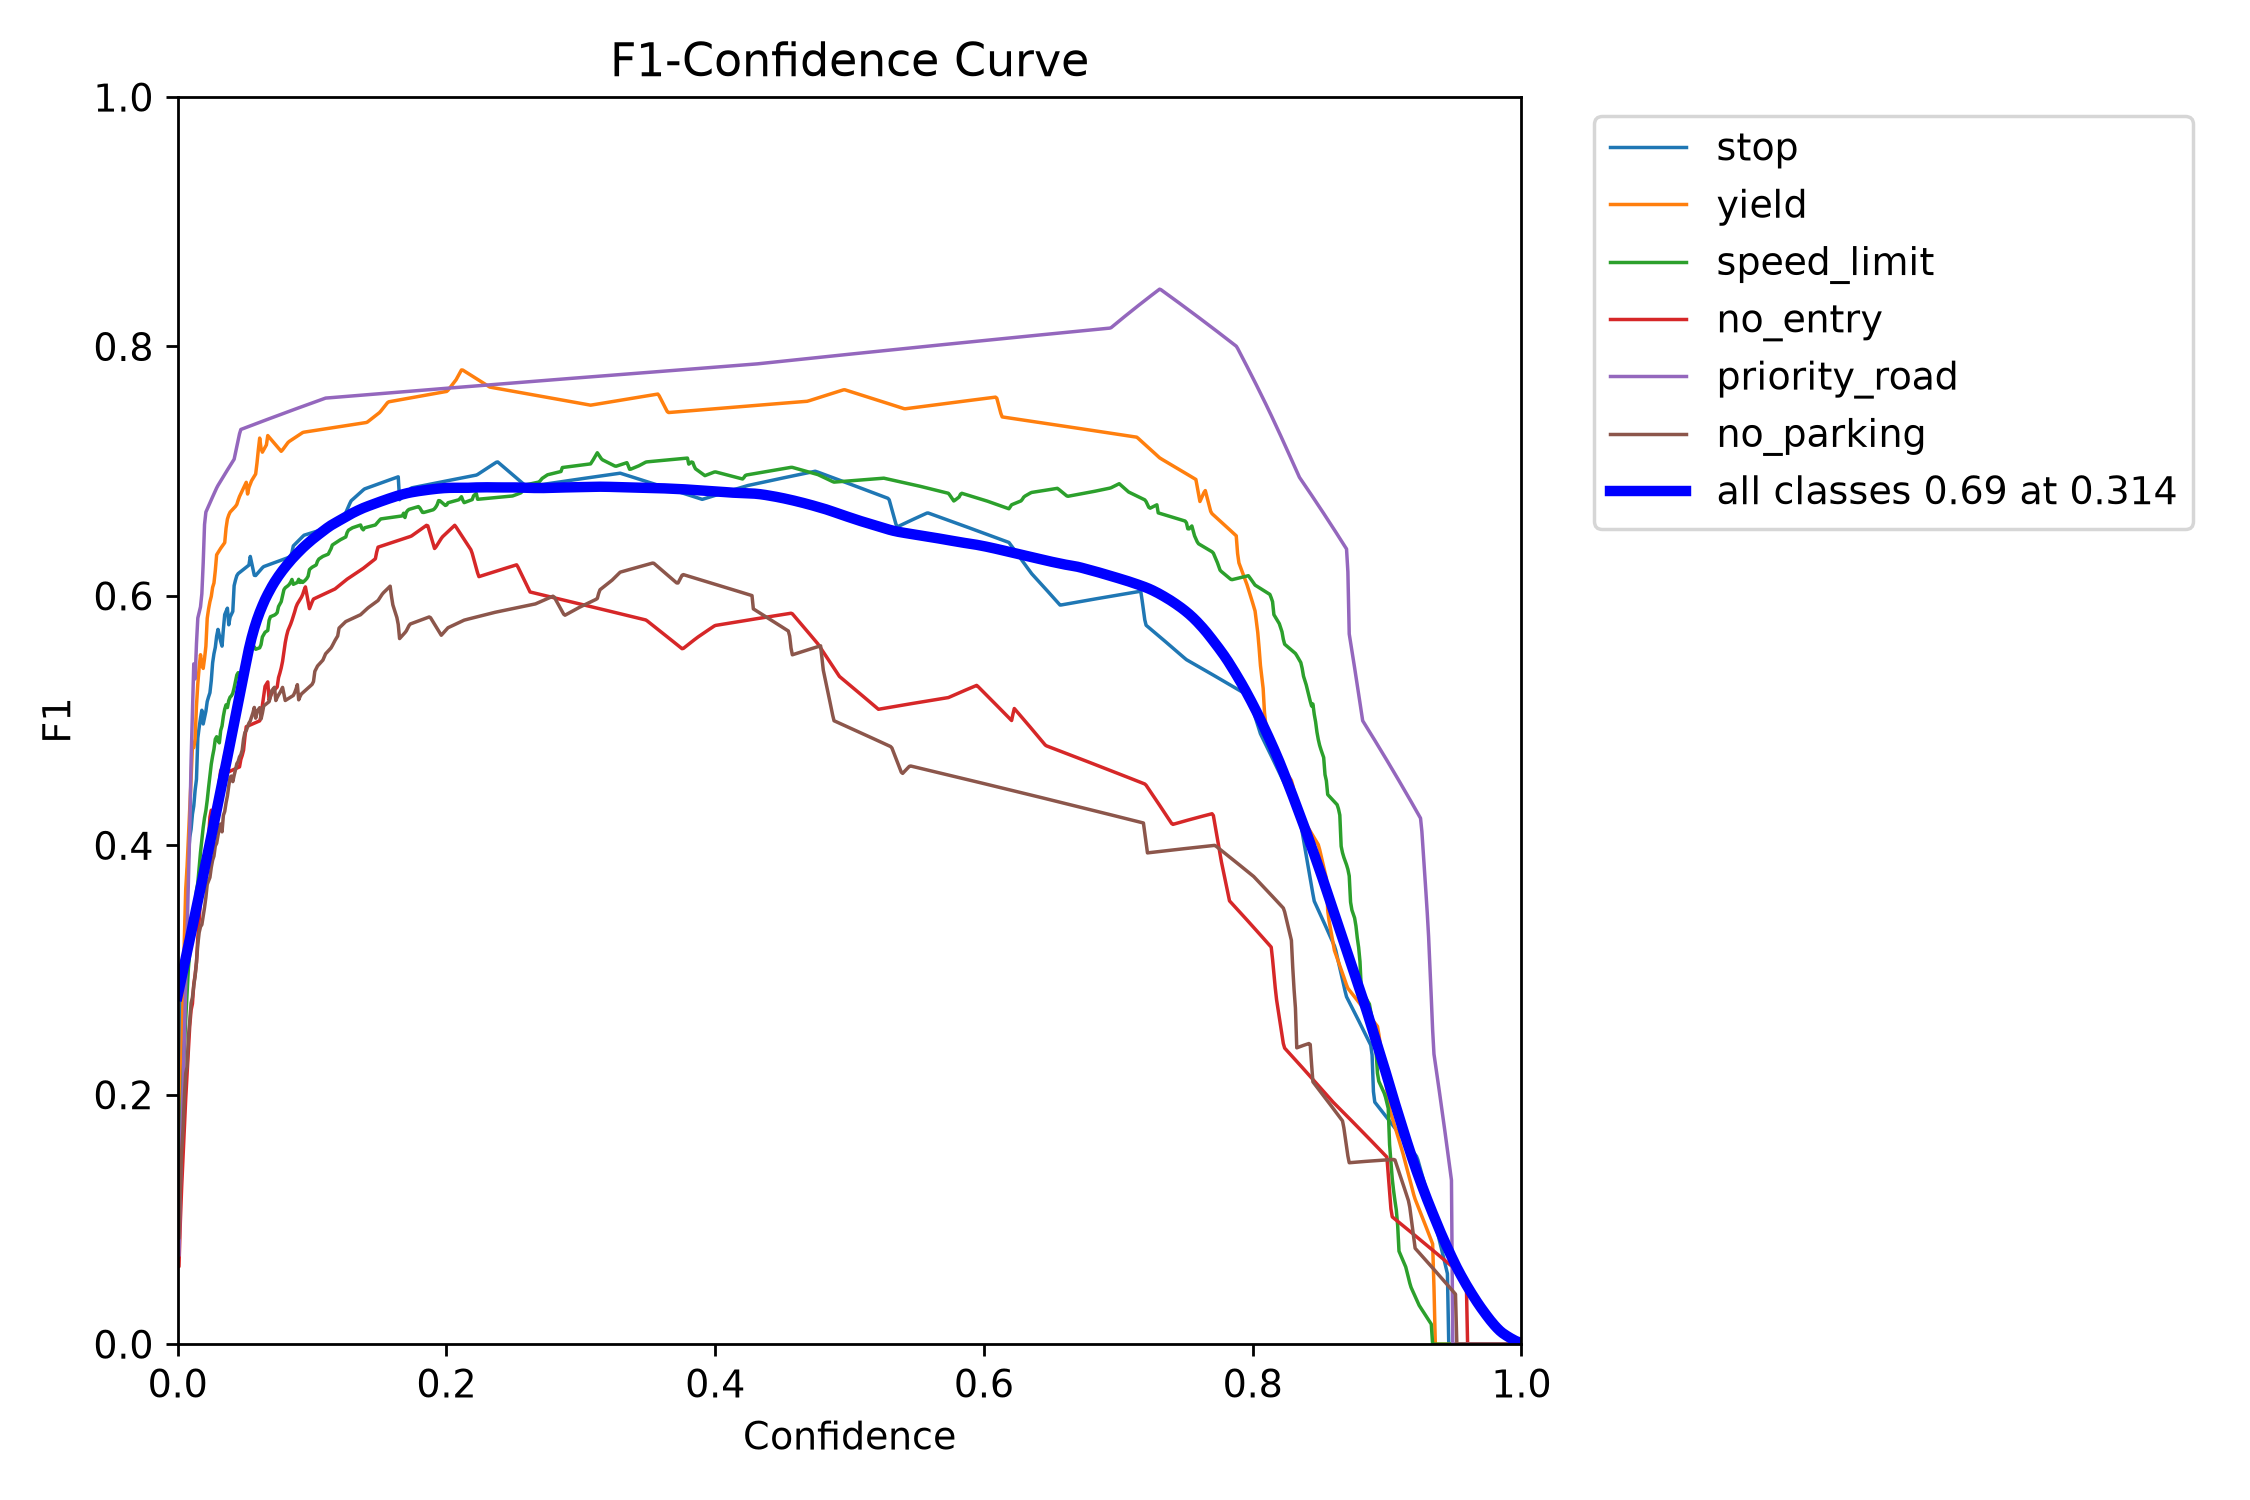 F1-Confidence Curve
1.0
0.8
0.6
0.4
0.2
0.0
F1
0.0 0.2 0.4 0.6 0.8 1.0
Confidence
stop
yield
speed_limit
no_entry
priority_road
no_parking
all classes 0.69 at 0.314